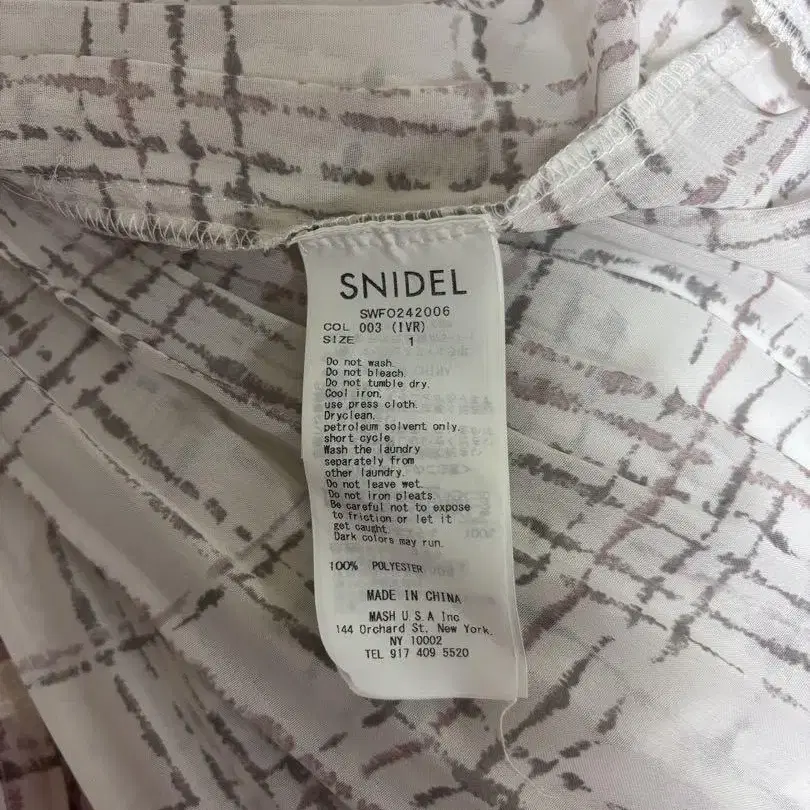 SNIDEL
SWFO242006
COL 003 (IVR)
SIZE 1
Do not wash.
Do not bleach.
Do not tumble dry.
Cool iron,
use press cloth.
Dryclean,
petroleum solvent only,
short cycle.
Wash the laundry
separately from
other laundry.
Do not leave wet.
Do not iron pleats.
Be careful not to expose
to friction or let it
get caught.
Dark colors may run.
100% POLYESTER
MADE IN CHINA
MASH U.S.A Inc
144 Orchard St, New York,
NY 10002
TEL 917 409 5520